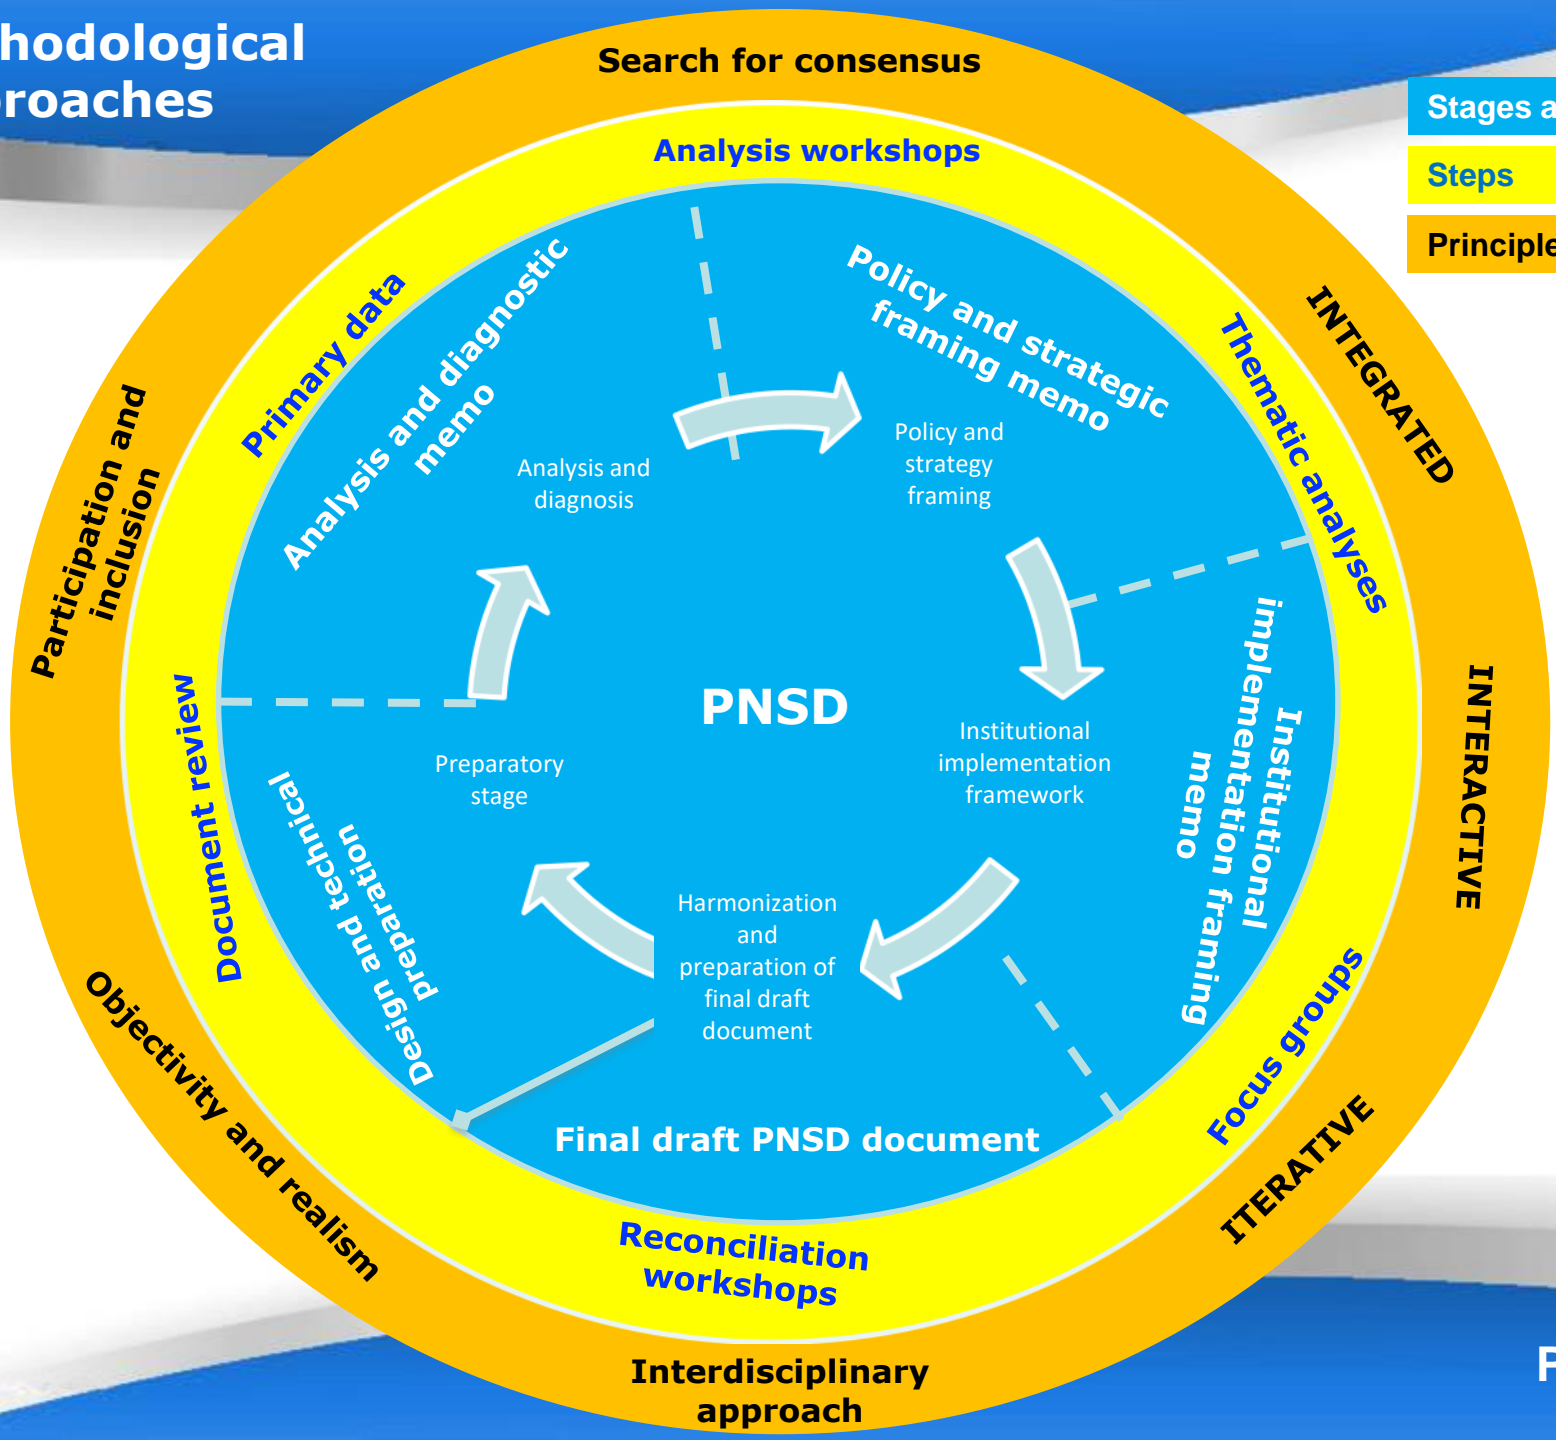 Search for consensus
Stages
Steps
Analysis workshops
Primary data
Analysis and diagnostic
memo
Policy and strategic
framing memo
Thematic analyses
INTEGRATED
Participation and
inclusion
Analysis and
diagnosis
Policy and
strategy
framing
PNSD
Institutional
implementation
framework
Institutional
implementation framing
memo
INTERACTIVE
Document review
Preparatory
stage
Design and technical
preparation
Harmonization
and
preparation of
final draft
document
Focus groups
Objectivity and realism
ITERATIVE
Final draft PNSD document
Reconciliation
workshops
Interdisciplinary
approach